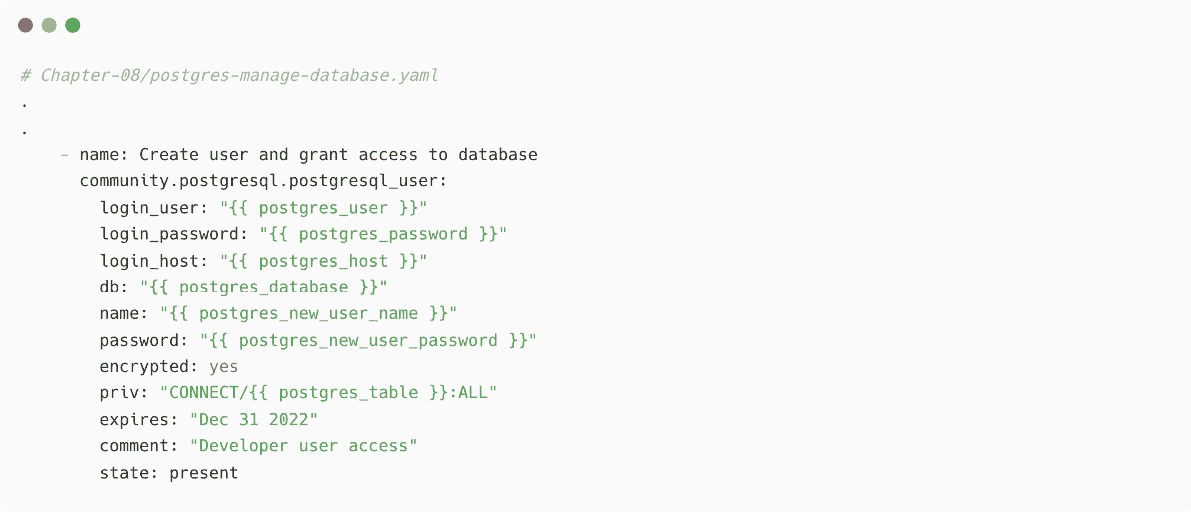 # Chapter-08/postgres-manage-database.yaml
.
.
    - name: Create user and grant access to database
      community.postgresql.postgresql_user:
        login_user: "{{ postgres_user }}"
        login_password: "{{ postgres_password }}"
        login_host: "{{ postgres_host }}"
        db: "{{ postgres_database }}"
        name: "{{ postgres_new_user_name }}"
        password: "{{ postgres_new_user_password }}"
        encrypted: yes
        priv: "CONNECT/{{ postgres_table }}:ALL"
        expires: "Dec 31 2022"
        comment: "Developer user access"
        state: present